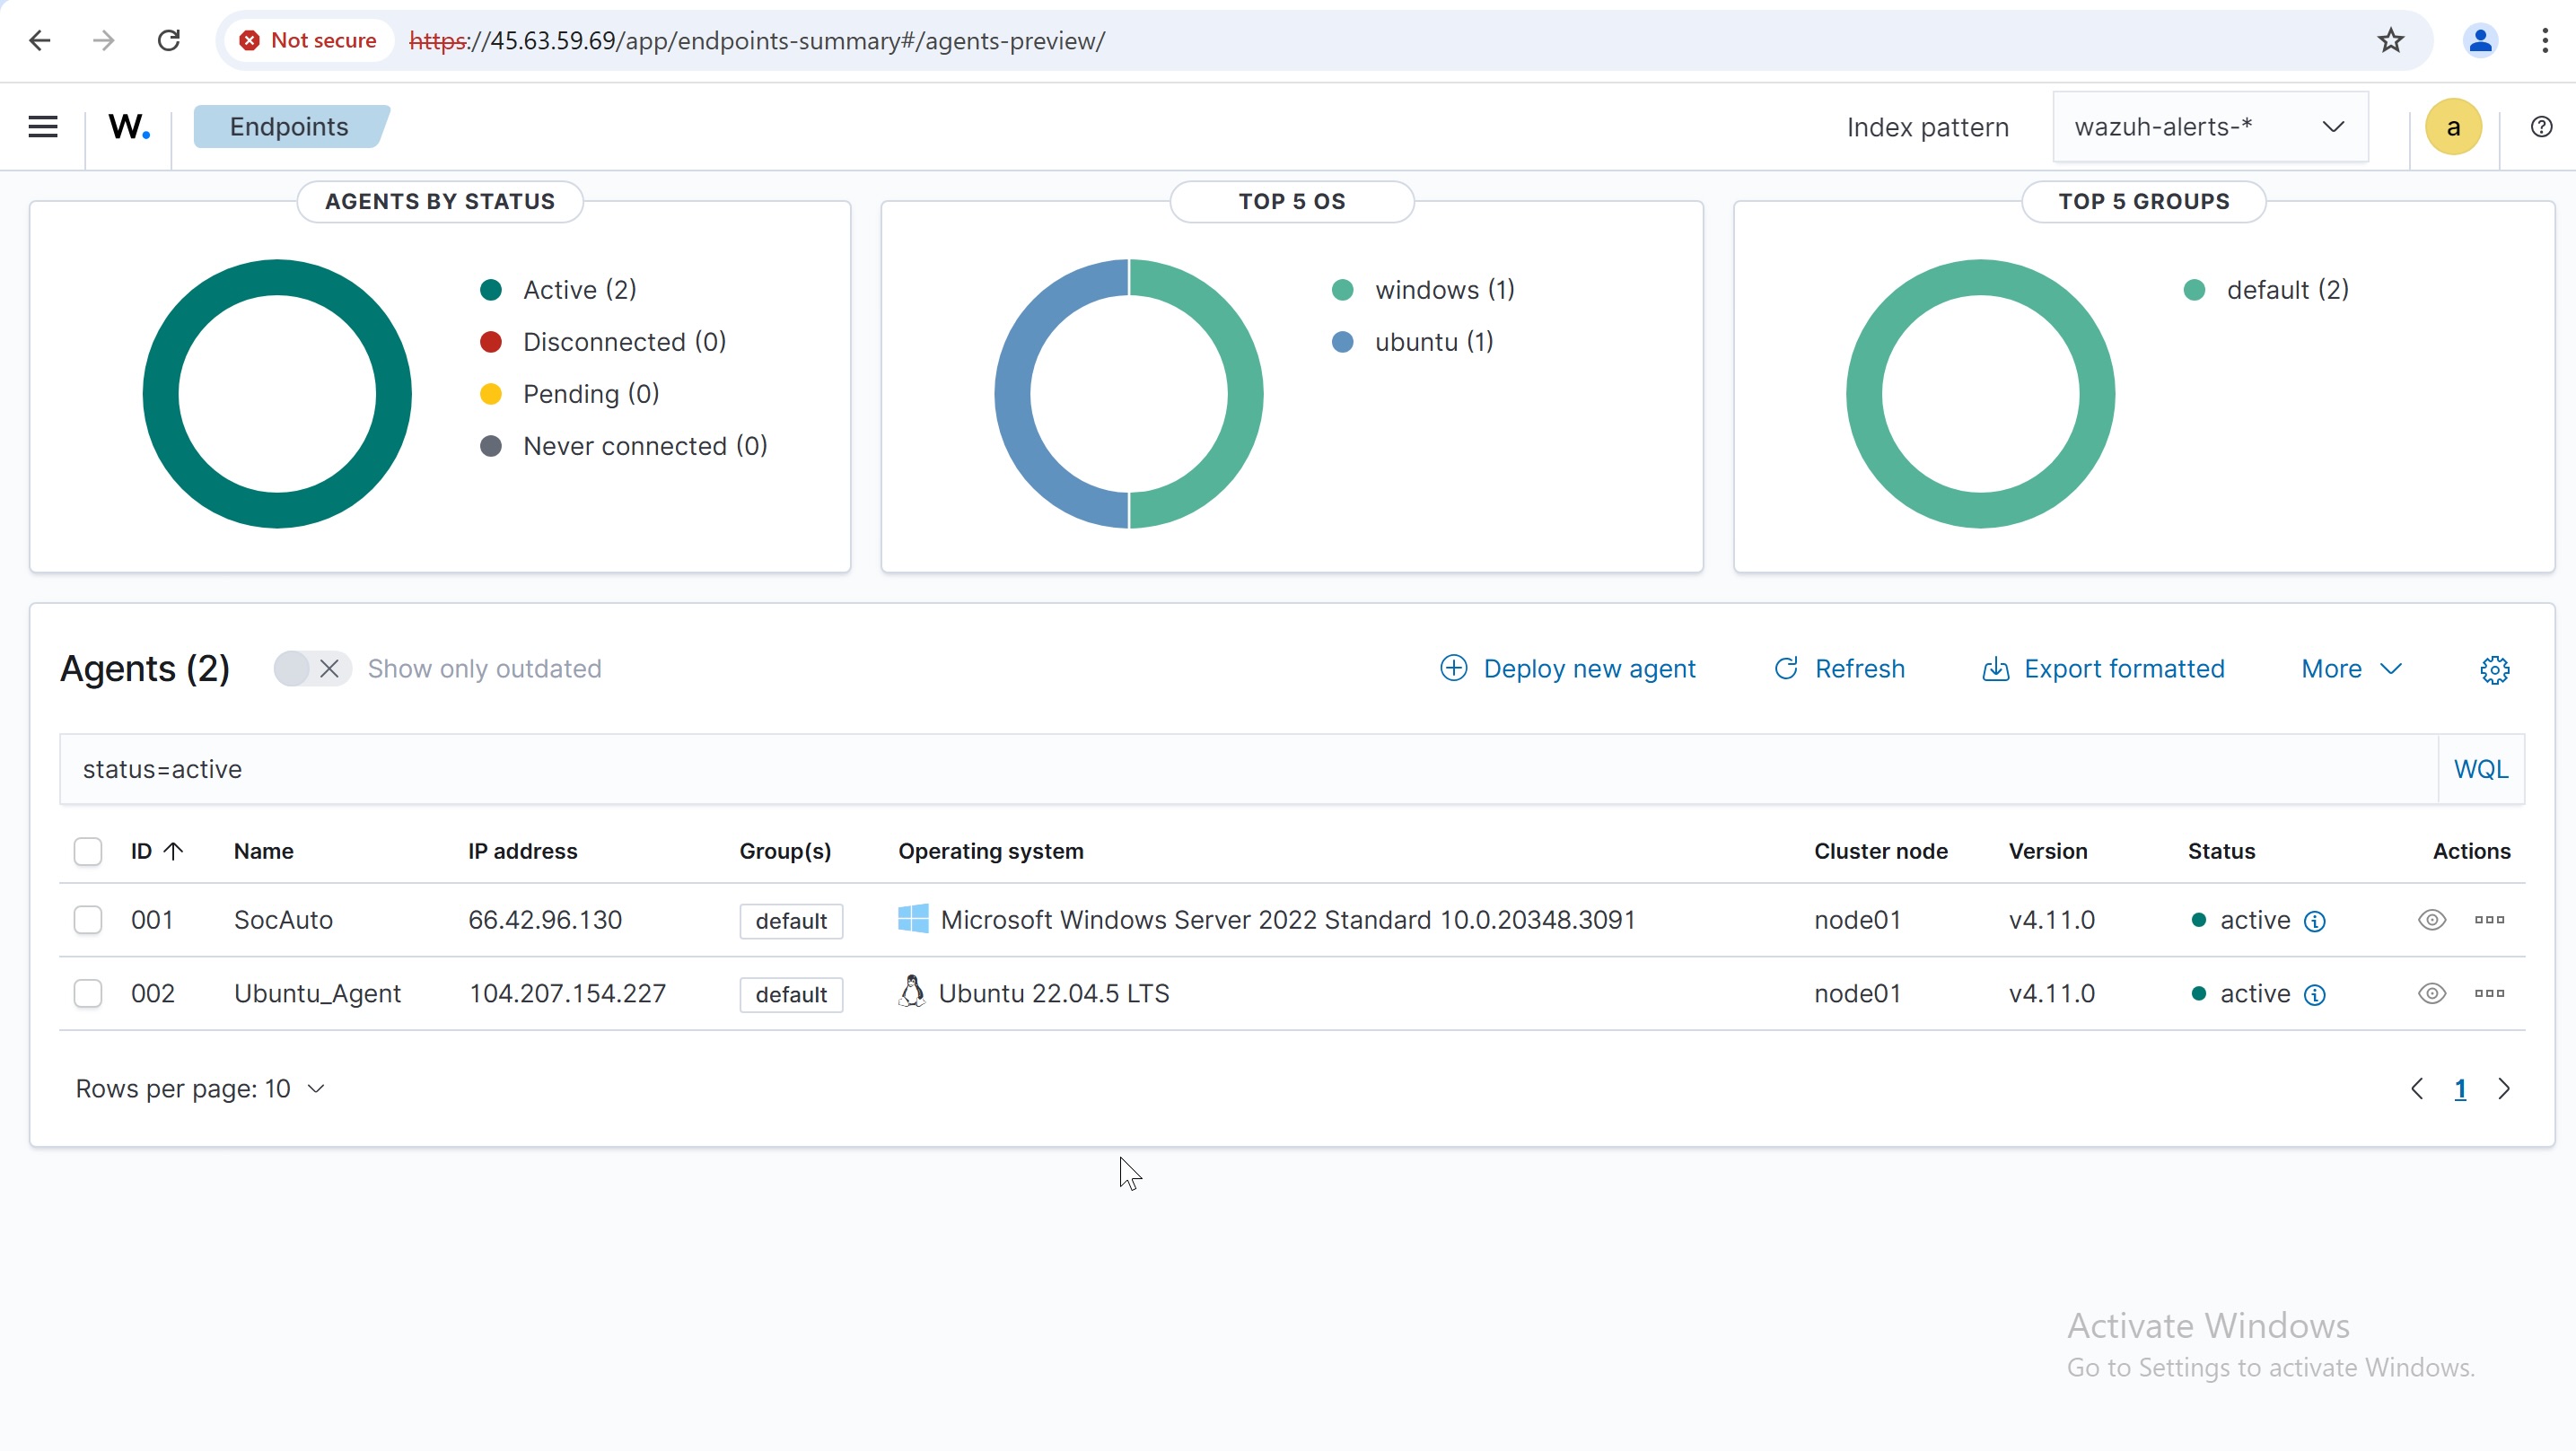 Not secure https://45.63.59.69/app/endpoints-summary#/agents-preview/
W. Endpoints Index pattern wazuh-alerts-* a
AGENTS BY STATUS
Active (2)
Disconnected (0)
Pending (0)
Never connected (0)
TOP 5 OS
windows (1)
ubuntu (1)
TOP 5 GROUPS
default (2)
Agents (2) Show only outdated Deploy new agent Refresh Export formatted More
status=active WQL
ID Name IP address Group(s) Operating system Cluster node Version Status Actions
001 SocAuto 66.42.96.130 default Microsoft Windows Server 2022 Standard 10.0.20348.3091 node01 v4.11.0 active
002 Ubuntu_Agent 104.207.154.227 default Ubuntu 22.04.5 LTS node01 v4.11.0 active
Rows per page: 10 1
Activate Windows
Go to Settings to activate Windows.